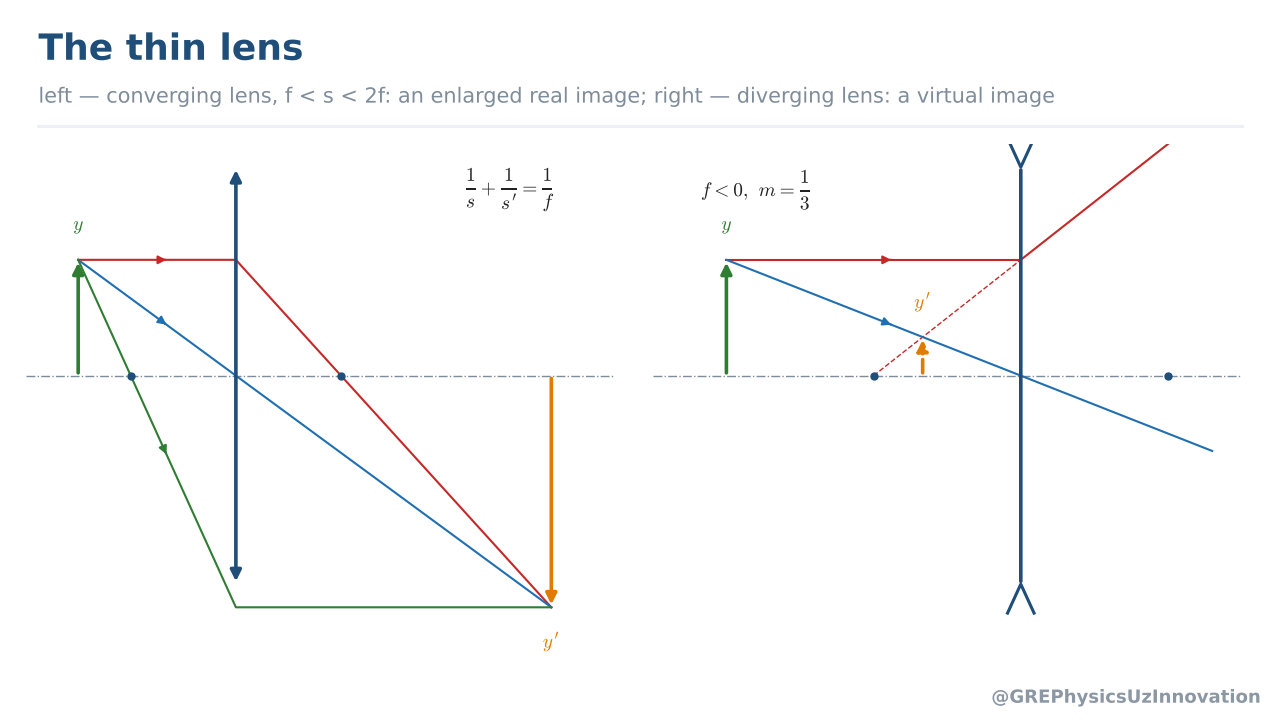 The thin lens
left — converging lens, f < s < 2f: an enlarged real image; right — diverging lens: a virtual image
1/s + 1/s′ = 1/f
y
y′
f < 0, m = 1/3
y
y′
@GREPhysicsUzInnovation